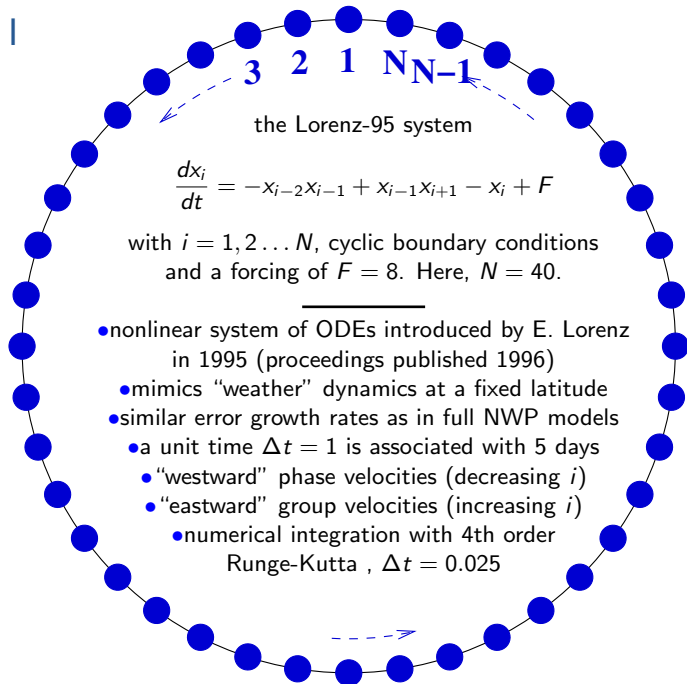 l
3 2 1 N N−1
the Lorenz-95 system
dx_i/dt = −x_{i−2}x_{i−1} + x_{i−1}x_{i+1} − x_i + F
with i = 1, 2 . . . N, cyclic boundary conditions
and a forcing of F = 8. Here, N = 40.
•nonlinear system of ODEs introduced by E. Lorenz
in 1995 (proceedings published 1996)
•mimics “weather” dynamics at a fixed latitude
•similar error growth rates as in full NWP models
•a unit time Δt = 1 is associated with 5 days
•“westward” phase velocities (decreasing i)
•“eastward” group velocities (increasing i)
•numerical integration with 4th order
Runge-Kutta , Δt = 0.025